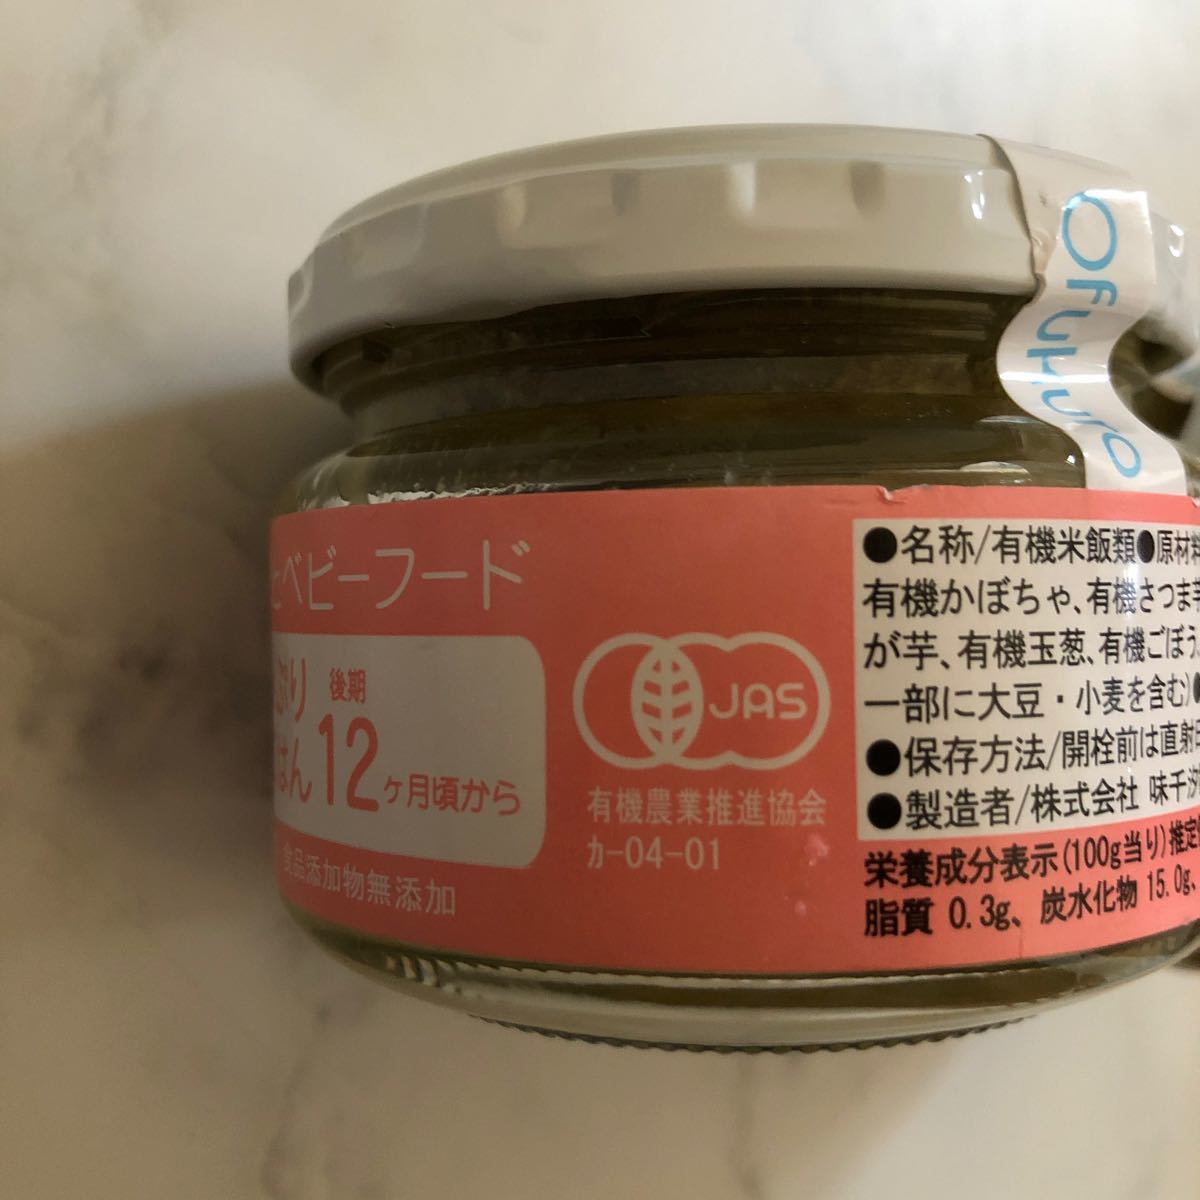 Ofukuro
ベビーフード
ぷり
後期
はん
12ヶ月頃から
食品添加物無添加
JAS
有機農業推進協会
カ-04-01
●名称/有機米飯類●原材料
有機かぼちゃ、有機さつま芋
が芋、有機玉葱、有機ごぼう
一部に大豆・小麦を含む)●
●保存方法/開栓前は直射日
●製造者/株式会社 味千汐
栄養成分表示(100g当り)推定
脂質 0.3g、炭水化物 15.0g、